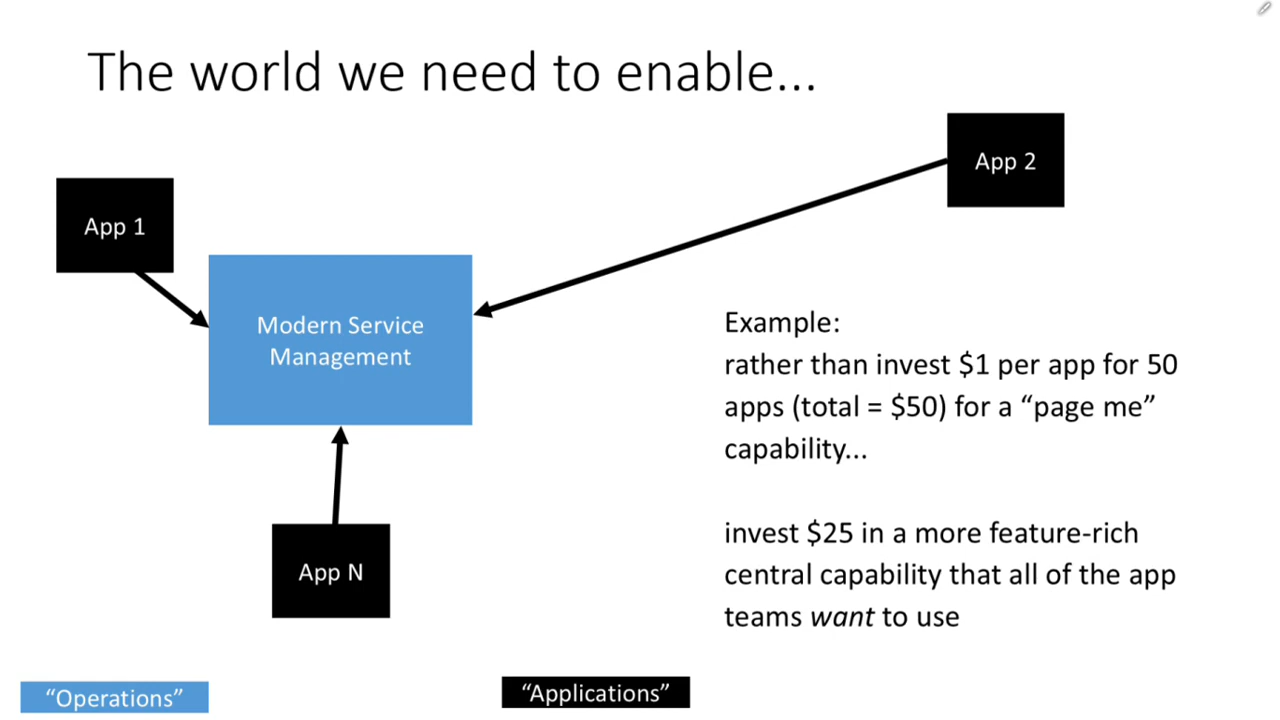 The world we need to enable...
App 1
App 2
Modern Service
Management
App N
Example:
rather than invest $1 per app for 50
apps (total = $50) for a “page me”
capability...
invest $25 in a more feature-rich
central capability that all of the app
teams want to use
“Operations”
“Applications”